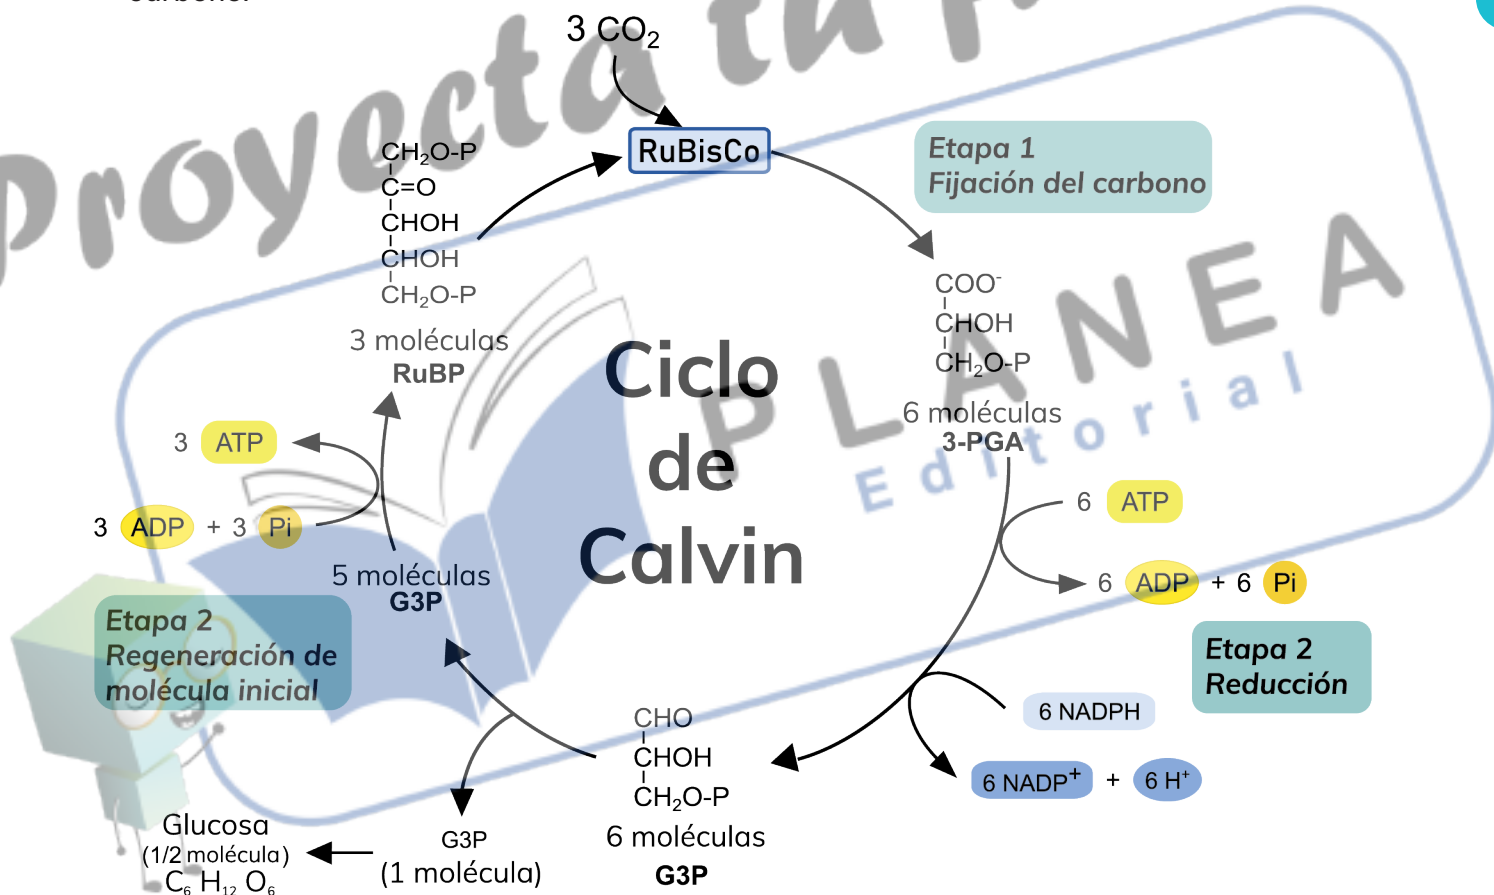 3 CO₂
RuBisCo
Etapa 1
Fijación del carbono
CH₂O-P
C=O
CHOH
CHOH
CH₂O-P
3 moléculas
RuBP
COO⁻
CHOH
CH₂O-P
6 moléculas
3-PGA
Ciclo
de
Calvin
3 ATP
3 ADP + 3 Pi
6 ATP
6 ADP + 6 Pi
5 moléculas
G3P
Etapa 2
Regeneración de
molécula inicial
Etapa 2
Reducción
6 NADPH
6 NADP⁺ + 6 H⁺
CHO
CHOH
CH₂O-P
6 moléculas
G3P
G3P
(1 molécula)
Glucosa
(1/2 molécula)
C₆ H₁₂ O₆
Proyecta tu
PLANEA
Editorial